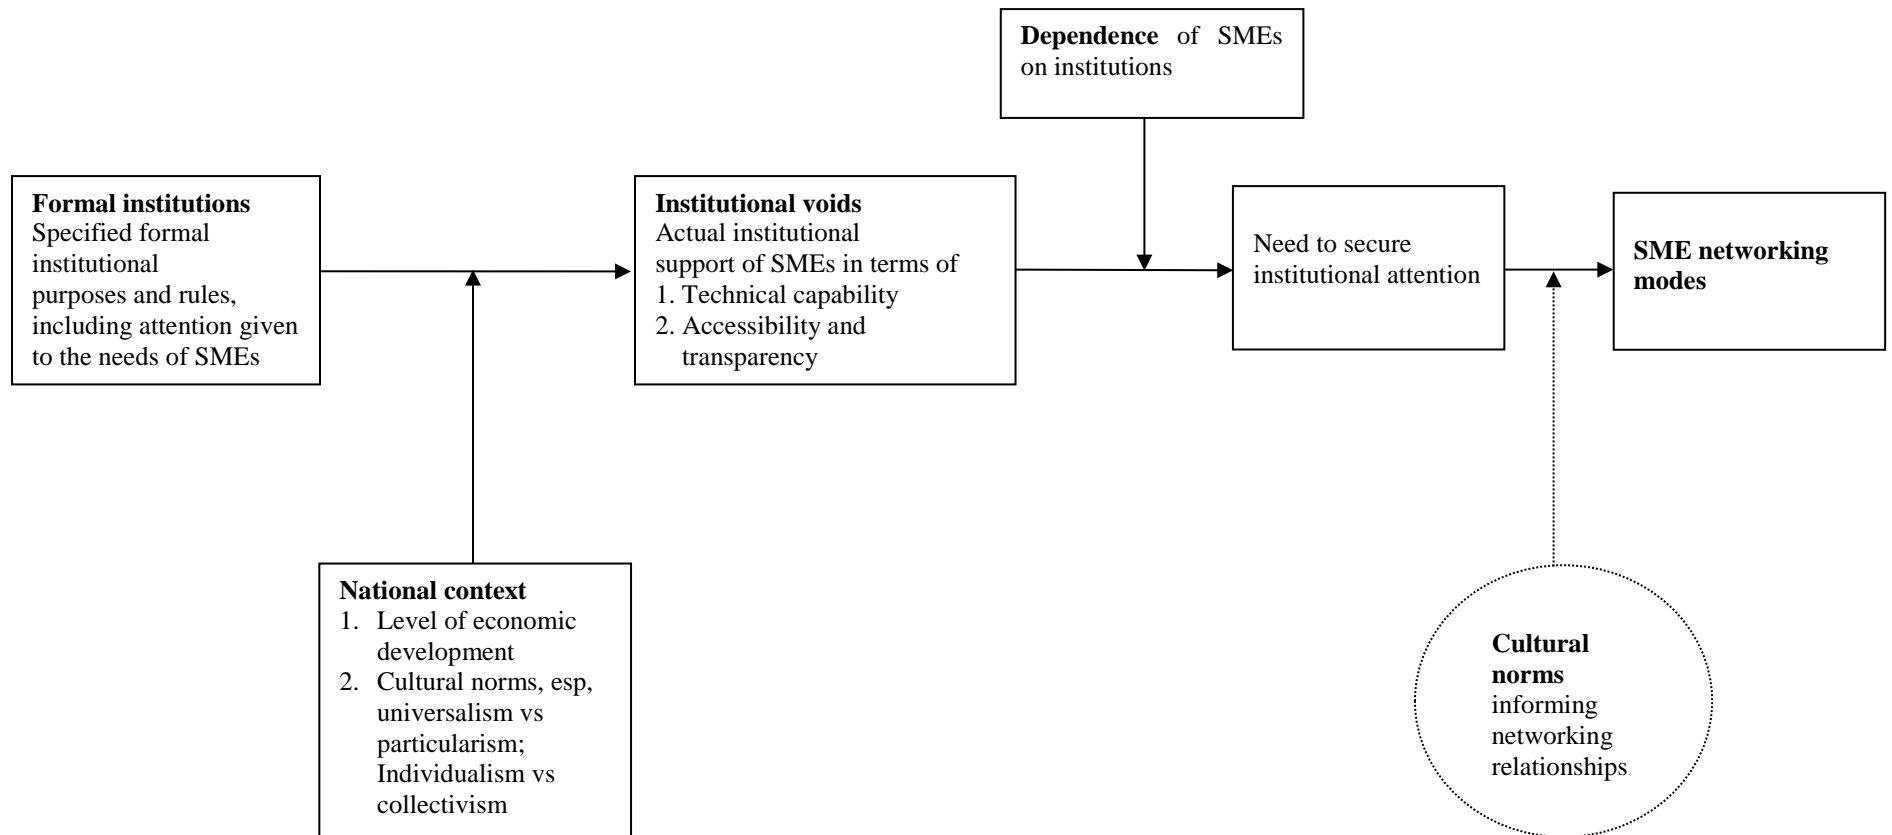 Dependence of SMEs
on institutions
Formal institutions
Specified formal
institutional
purposes and rules,
including attention given
to the needs of SMEs
Institutional voids
Actual institutional
support of SMEs in terms of
1. Technical capability
2. Accessibility and
transparency
Need to secure
institutional attention
SME networking
modes
National context
1. Level of economic
development
2. Cultural norms, esp,
universalism vs
particularism;
Individualism vs
collectivism
Cultural
norms
informing
networking
relationships